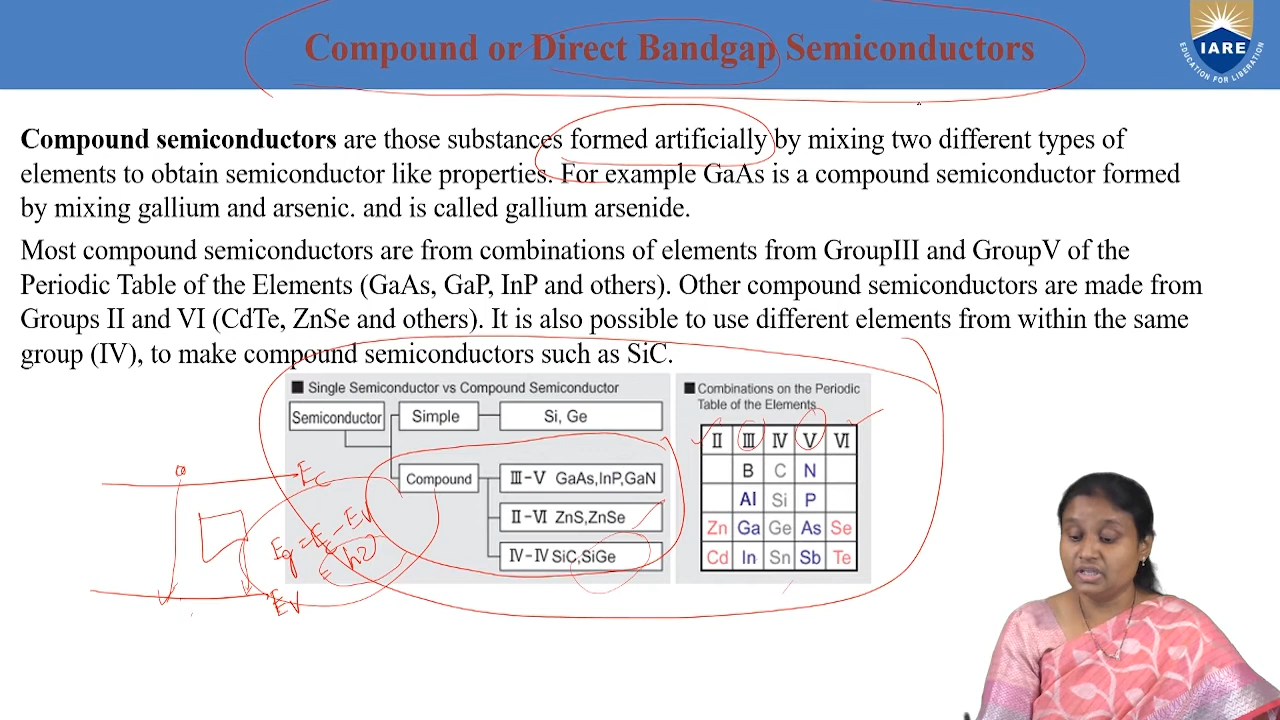 Compound or Direct Bandgap Semiconductors
IARE
EDUCATION FOR LIBERATION
Compound semiconductors are those substances formed artificially by mixing two different types of
elements to obtain semiconductor like properties. For example GaAs is a compound semiconductor formed
by mixing gallium and arsenic. and is called gallium arsenide.
Most compound semiconductors are from combinations of elements from GroupIII and GroupV of the
Periodic Table of the Elements (GaAs, GaP, InP and others). Other compound semiconductors are made from
Groups II and VI (CdTe, ZnSe and others). It is also possible to use different elements from within the same
group (IV), to make compound semiconductors such as SiC.
Single Semiconductor vs Compound Semiconductor
Semiconductor Simple Si, Ge
Compound III-V GaAs,InP,GaN
II-VI ZnS,ZnSe
IV-IV SiC,SiGe
Combinations on the Periodic
Table of the Elements
II III IV V VI
B C N
Al Si P
Zn Ga Ge As Se
Cd In Sn Sb Te
Ec
Eg = Ec - EV
= hν
EV